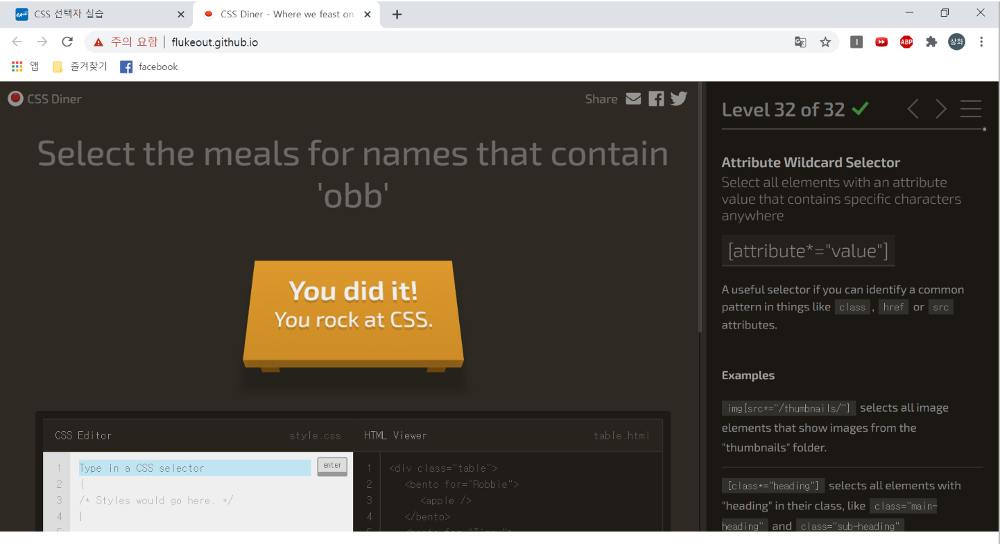 CSS 선택자 실습
CSS Diner - Where we feast on
주의 요함 | flukeout.github.io
ABP
상화
앱
즐겨찾기
facebook
CSS Diner
Share
Select the meals for names that contain
'obb'
You did it!
You rock at CSS.
CSS Editor
style.css
HTML Viewer
table.html
1 Type in a CSS selector
enter
2 {
3 /* Styles would go here. */
4 }
1 <div class="table">
2 <bento for="Robbie">
3 <apple />
4 </bento>
5 <bento for="Timmy">
Level 32 of 32
Attribute Wildcard Selector
Select all elements with an attribute
value that contains specific characters
anywhere
[attribute*="value"]
A useful selector if you can identify a common
pattern in things like class, href or src
attributes.
Examples
img[src*="/thumbnails/"] selects all image
elements that show images from the
"thumbnails" folder.
[class*="heading"] selects all elements with
"heading" in their class, like class="main-
heading" and class="sub-heading"